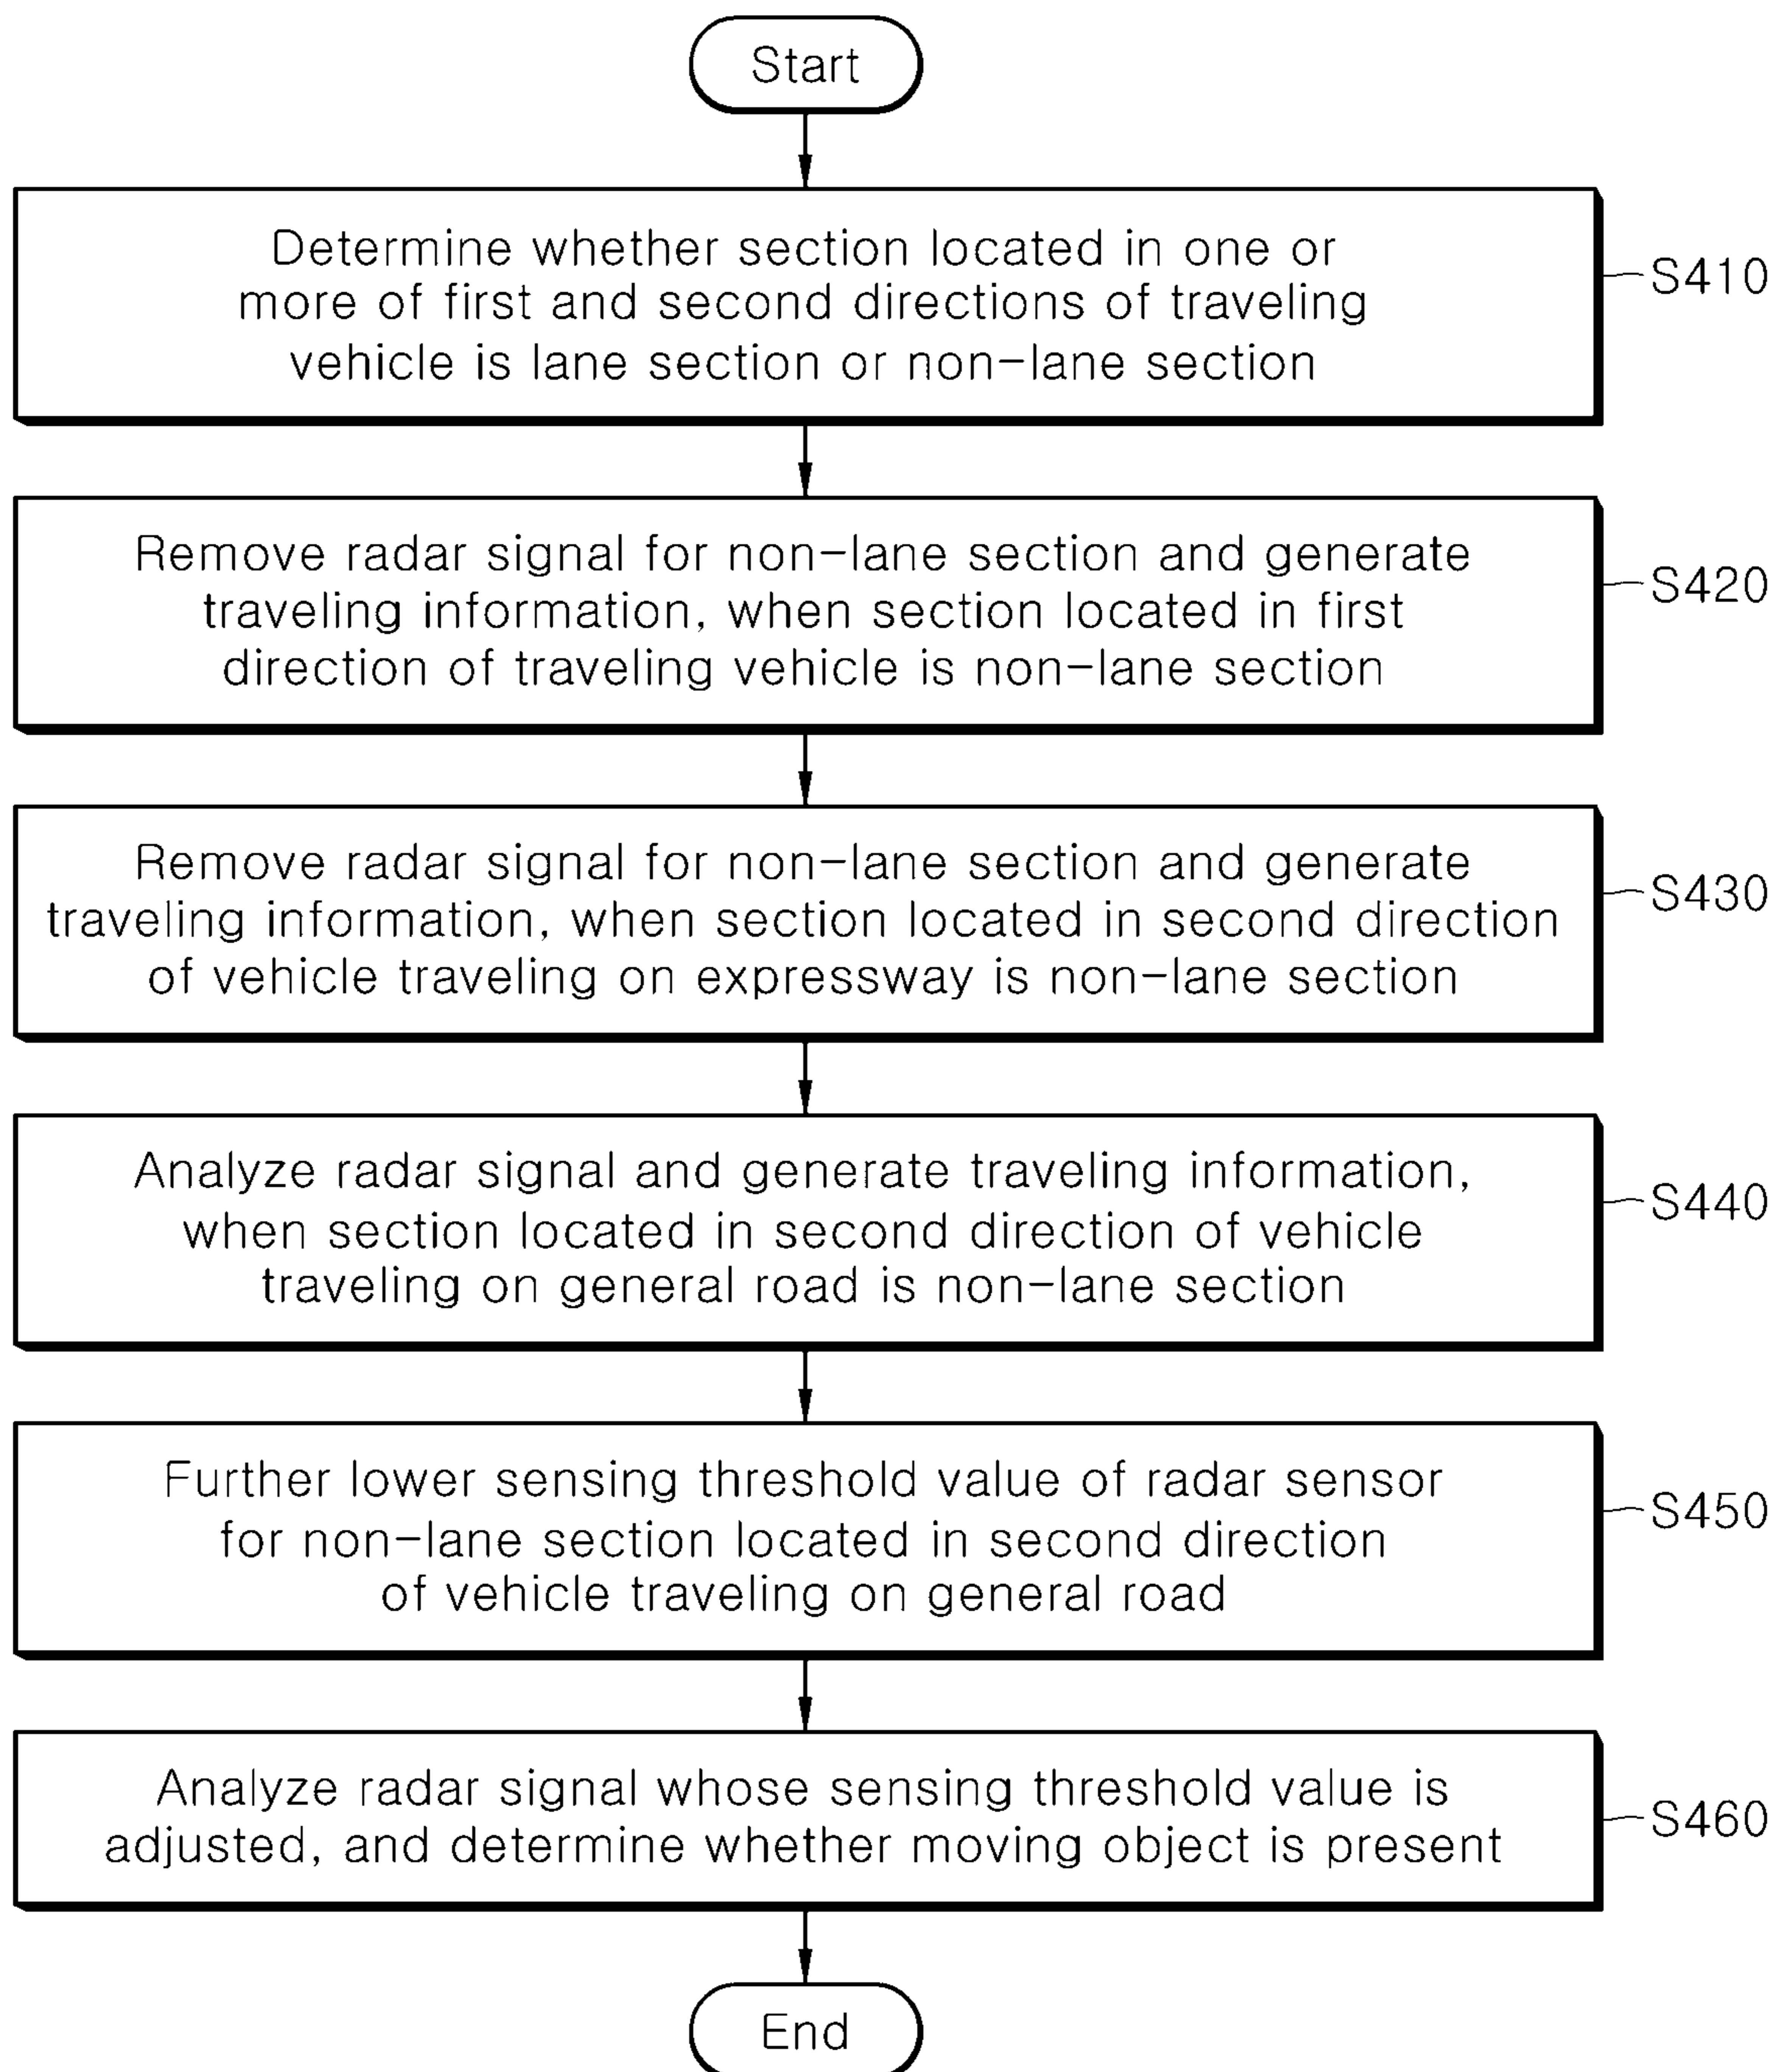 Start
Determine whether section located in one or
more of first and second directions of traveling
vehicle is lane section or non-lane section
S410
Remove radar signal for non-lane section and generate
traveling information, when section located in first
direction of traveling vehicle is non-lane section
S420
Remove radar signal for non-lane section and generate
traveling information, when section located in second direction
of vehicle traveling on expressway is non-lane section
S430
Analyze radar signal and generate traveling information,
when section located in second direction of vehicle
traveling on general road is non-lane section
S440
Further lower sensing threshold value of radar sensor
for non-lane section located in second direction
of vehicle traveling on general road
S450
Analyze radar signal whose sensing threshold value is
adjusted, and determine whether moving object is present
S460
End